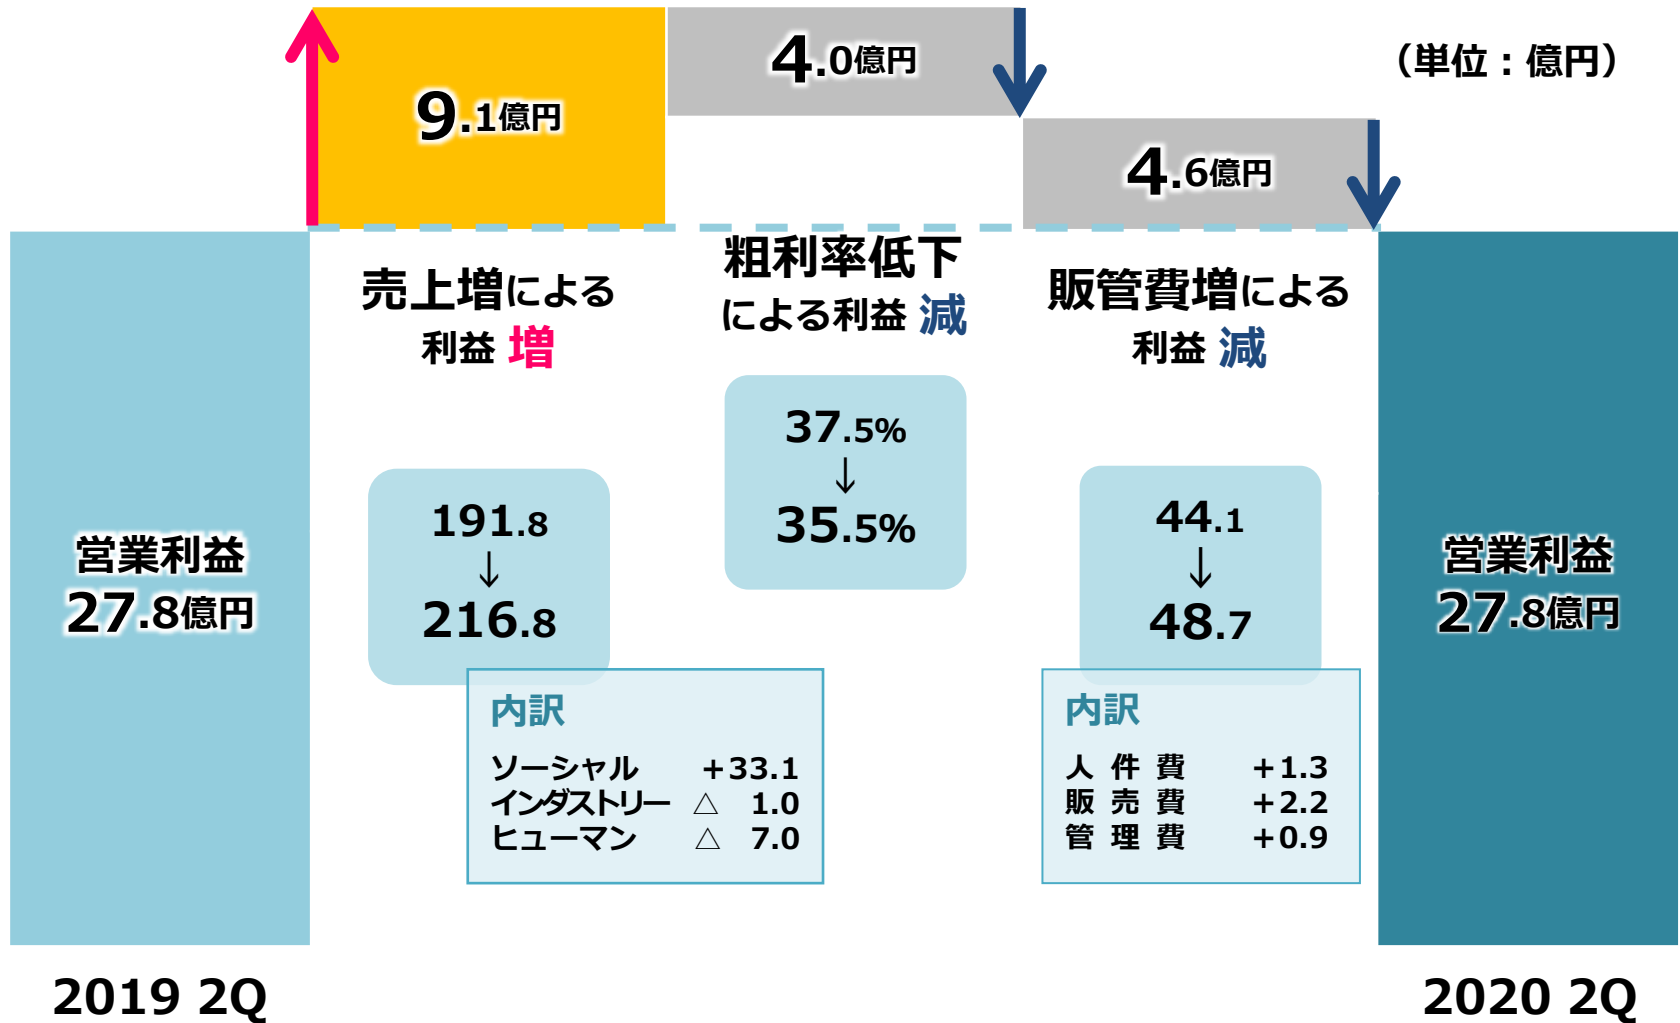 （単位：億円）
9.1億円
4.0億円
4.6億円
売上増による
利益 増
粗利率低下
による利益 減
販管費増による
利益 減
営業利益
27.8億円
191.8
↓
216.8
37.5%
↓
35.5%
44.1
↓
48.7
営業利益
27.8億円
内訳
ソーシャル +33.1
インダストリー △ 1.0
ヒューマン △ 7.0
内訳
人件費 +1.3
販売費 +2.2
管理費 +0.9
2019 2Q
2020 2Q